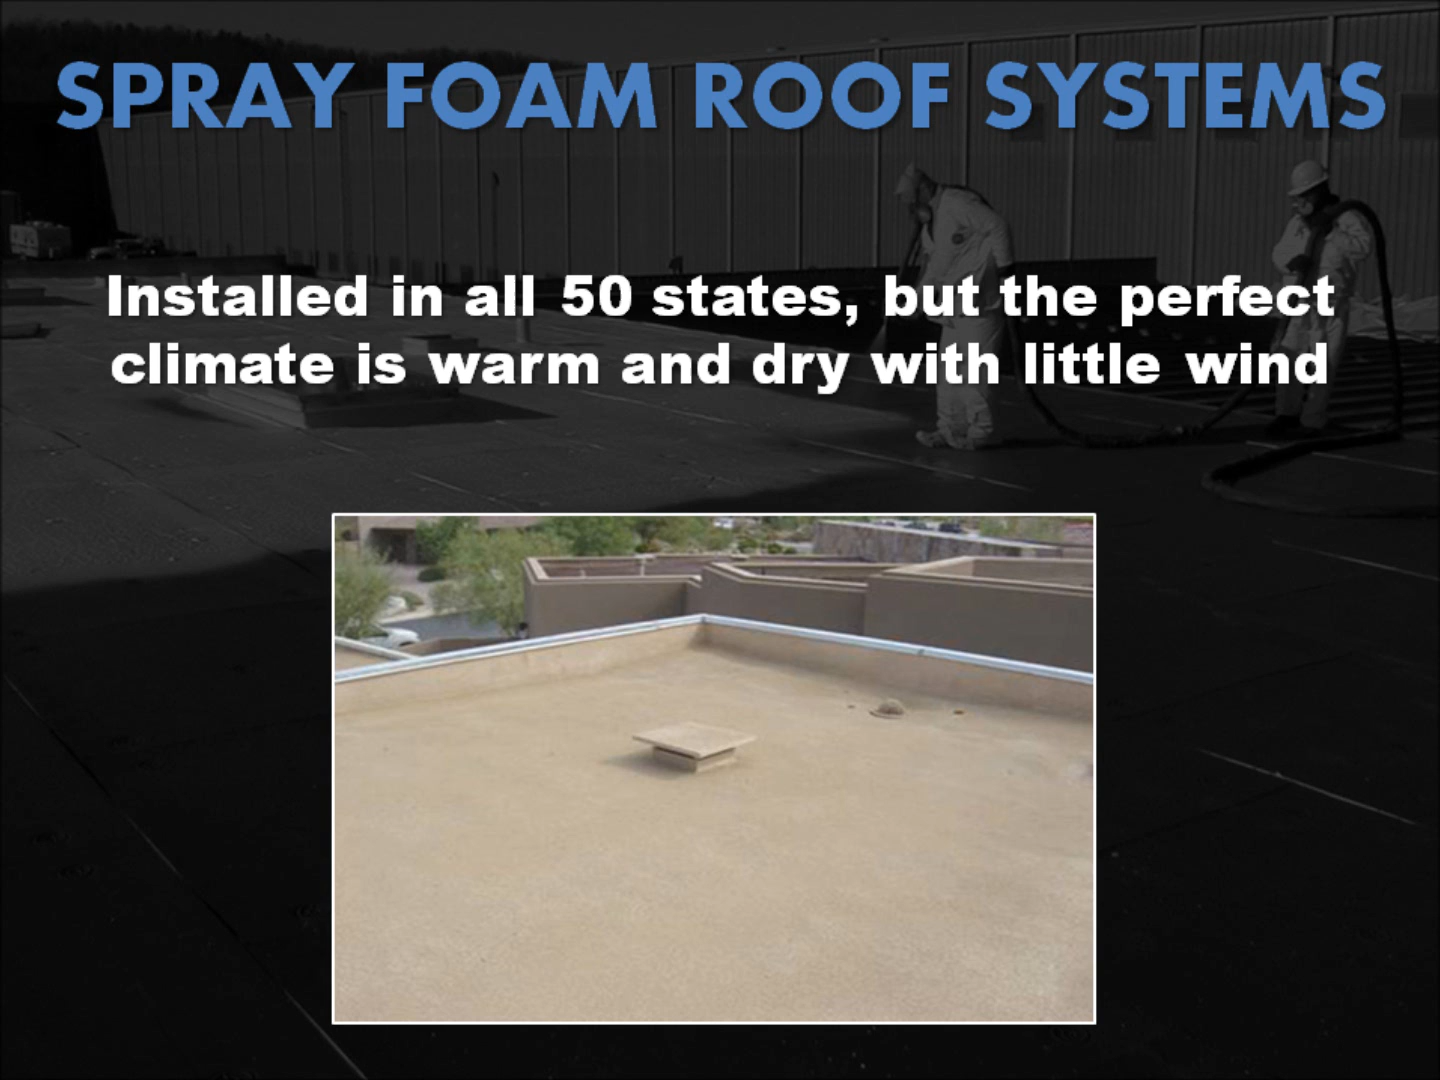 SPRAY FOAM ROOF SYSTEMS
Installed in all 50 states, but the perfect
climate is warm and dry with little wind